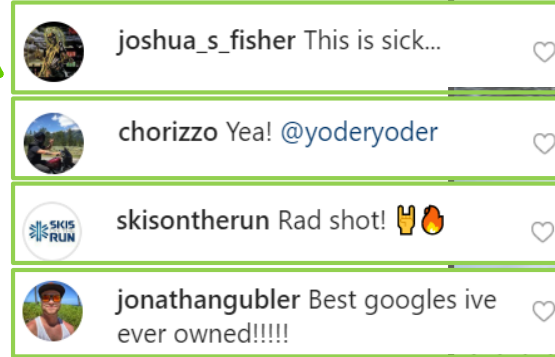 joshua_s_fisher This is sick...
chorizzo Yea! @yoderyoder
SKIS
RUN
skisontherun Rad shot! 🤘🔥
jonathangubler Best googles ive
ever owned!!!!!